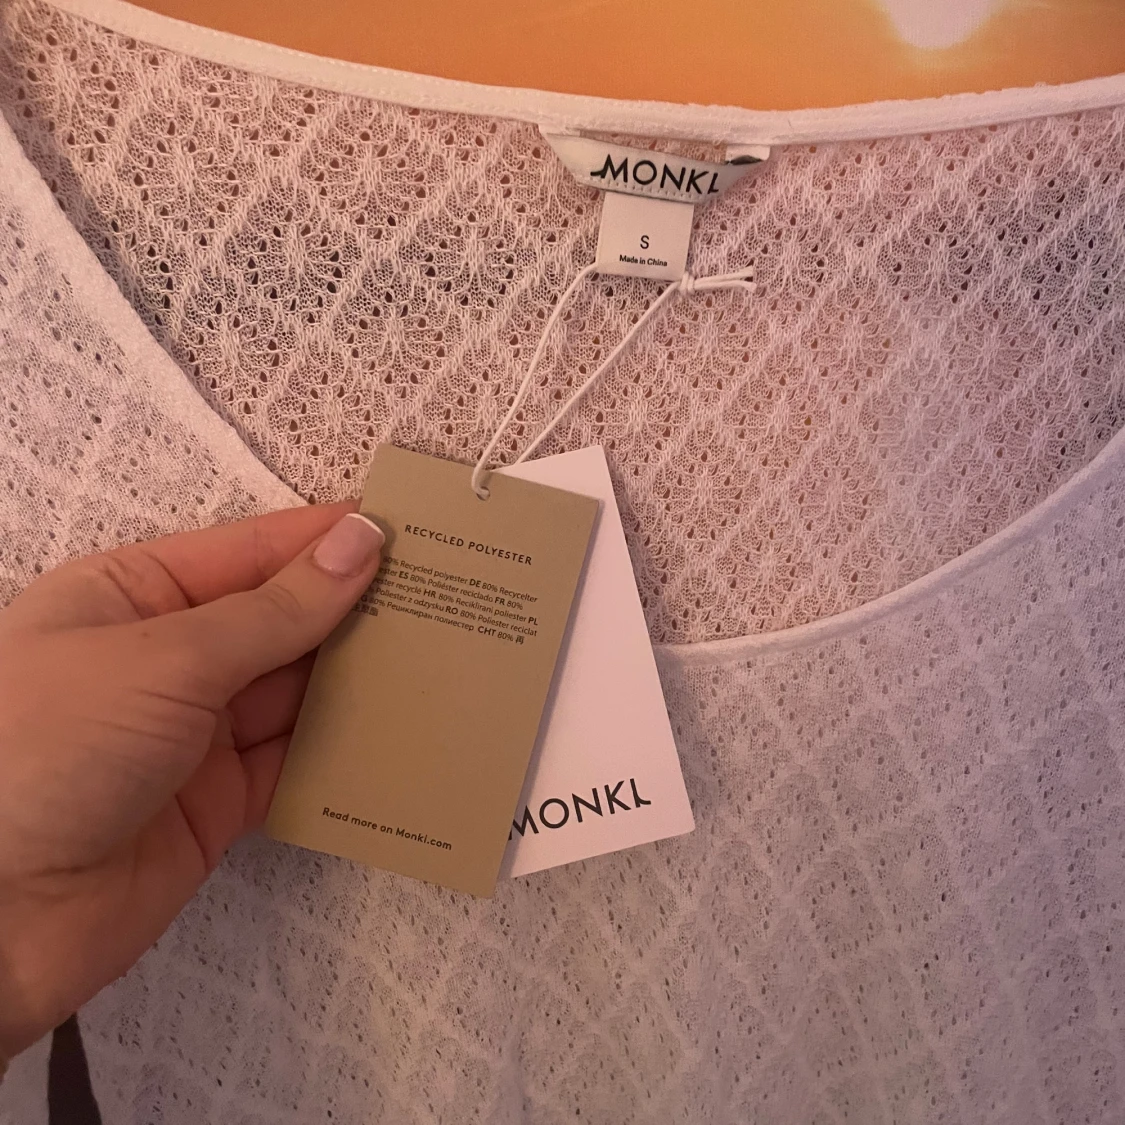 MONKI
S
Made in China
RECYCLED POLYESTER
80% Recycled polyester DE 80% Recycelter
ES 80% Poliéster reciclado FR 80%
recyclé HR 80% Reciklirani poliester PL
Poliester z odzysku RO 80% Poliester reciclat
80% Рециклиран полиестер CHT 80% 再
Read more on Monki.com
MONKI